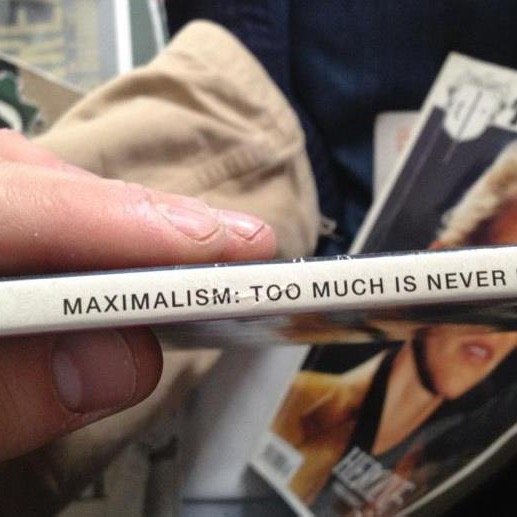 MAXIMALISM: TOO MUCH IS NEVER